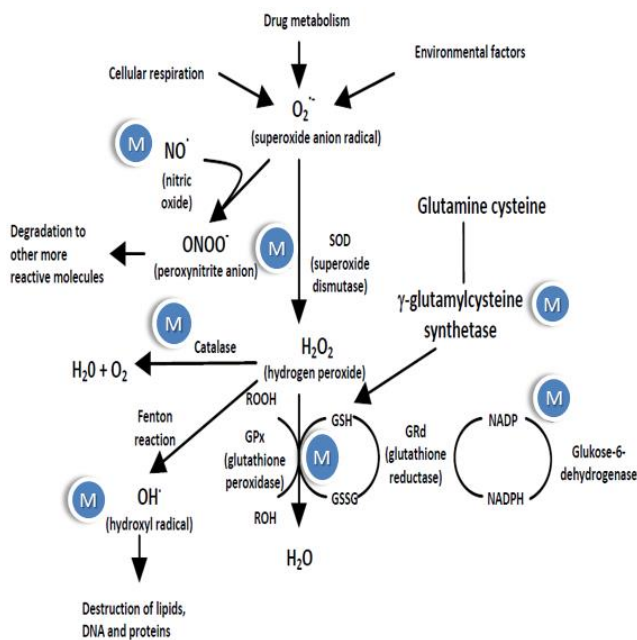 Drug metabolism
Cellular respiration
Environmental factors
O₂˙⁻
(superoxide anion radical)
M
NO˙
(nitric
oxide)
Glutamine cysteine
Degradation to
other more
reactive molecules
ONOO⁻
(peroxynitrite anion)
M
SOD
(superoxide
dismutase)
γ-glutamylcysteine
synthetase
M
M
Catalase
H₂O + O₂
H₂O₂
(hydrogen peroxide)
ROOH
GSH
NADP
M
Fenton
reaction
GPx
(glutathione
peroxidase)
M
GRd
(glutathione
reductase)
Glukose-6-
dehydrogenase
M
OH˙
(hydroxyl radical)
GSSG
NADPH
ROH
H₂O
Destruction of lipids,
DNA and proteins